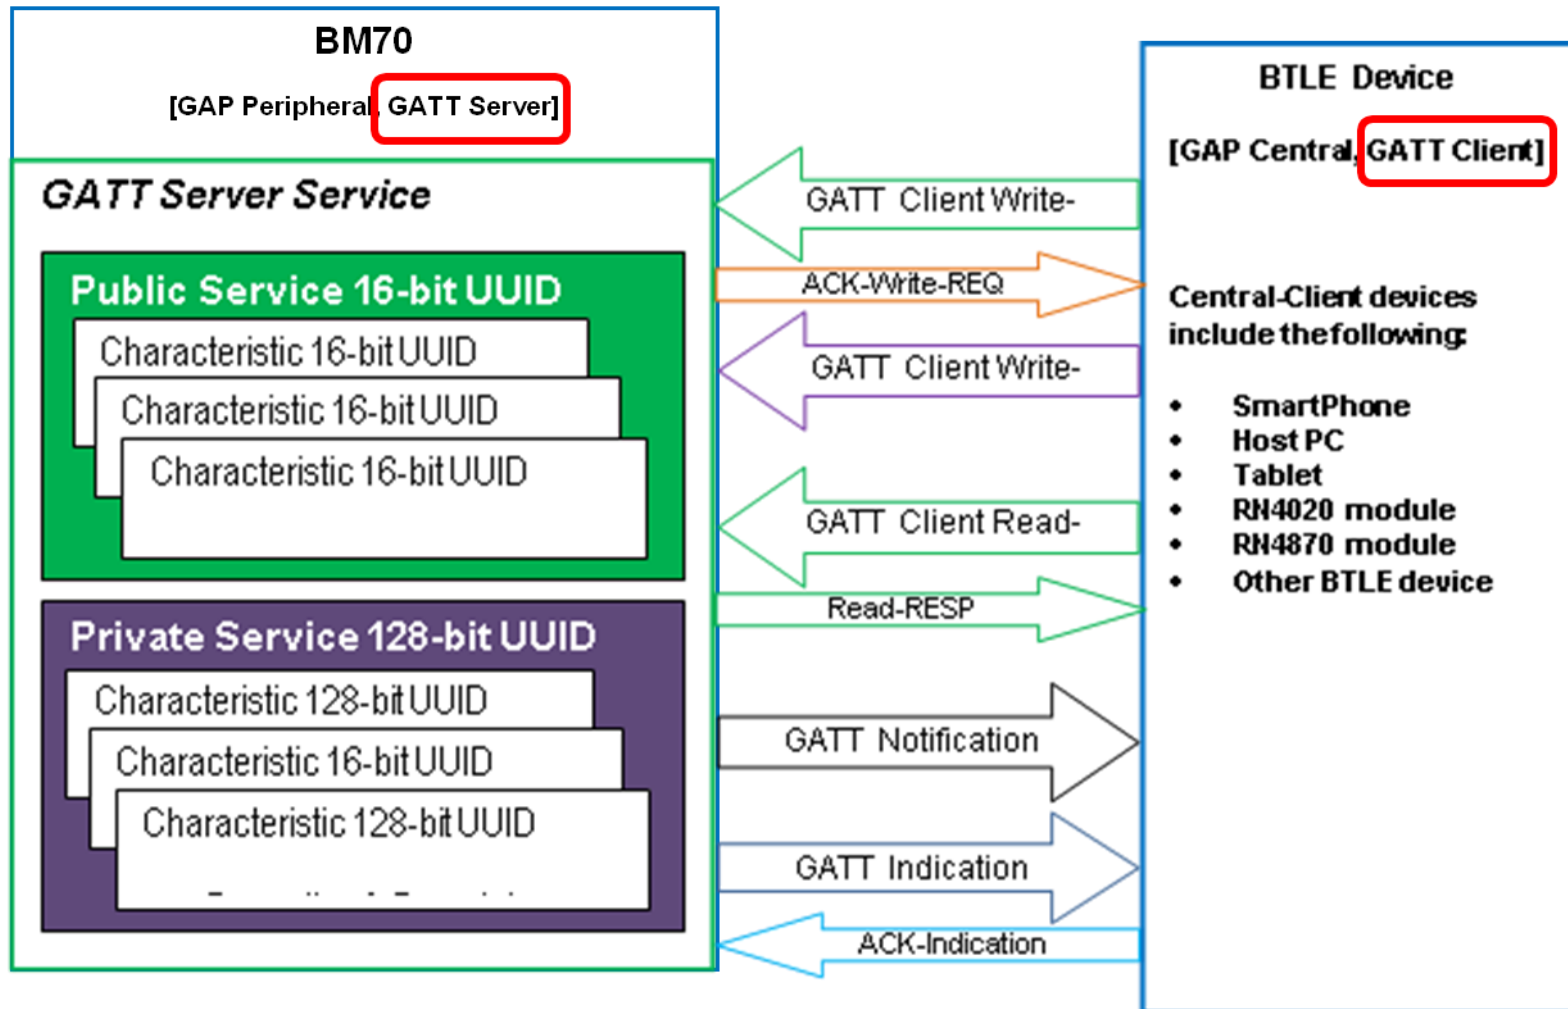 BM70
[GAP Peripheral, GATT Server]
GATT Server Service
Public Service 16-bit UUID
Characteristic 16-bit UUID
Characteristic 16-bit UUID
Characteristic 16-bit UUID
Private Service 128-bit UUID
Characteristic 128-bit UUID
Characteristic 16-bit UUID
Characteristic 128-bit UUID
GATT Client Write-
ACK-Write-REQ
GATT Client Write-
GATT Client Read-
Read-RESP
GATT Notification
GATT Indication
ACK-Indication
BTLE Device
[GAP Central, GATT Client]
Central-Client devices
include the following:
• SmartPhone
• Host PC
• Tablet
• RN4020 module
• RN4870 module
• Other BTLE device